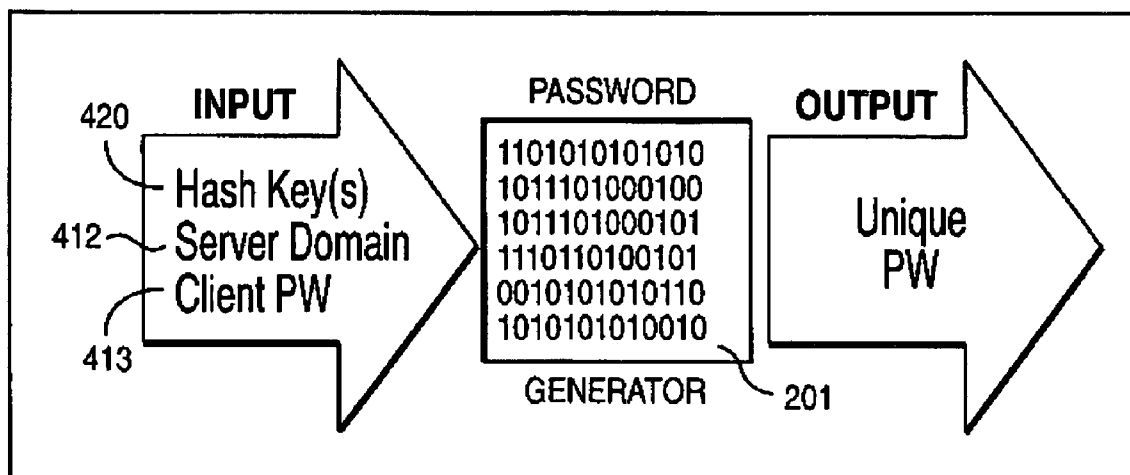 INPUT
420
Hash Key(s)
412
Server Domain
Client PW
413
PASSWORD
1101010101010
1011101000100
1011101000101
1110110100101
0010101010110
1010101010010
GENERATOR
201
OUTPUT
Unique
PW